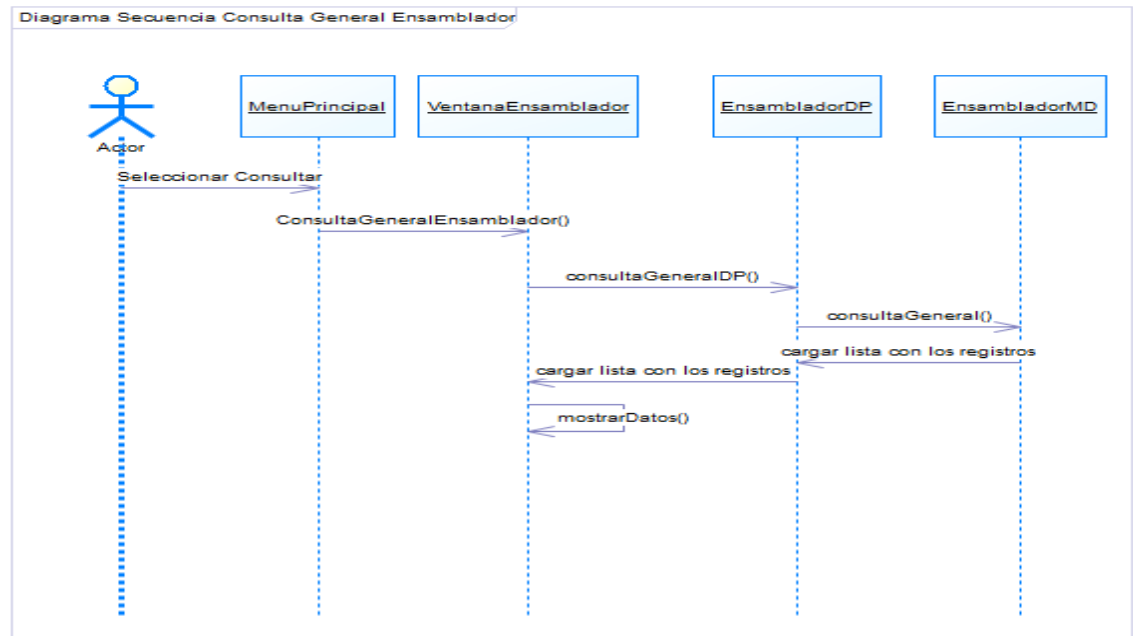 Diagrama Secuencia Consulta General Ensamblador
MenuPrincipal
VentanaEnsamblador
EnsambladorDP
EnsambladorMD
Actor
Seleccionar Consultar
ConsultaGeneralEnsamblador()
consultaGeneralDP()
consultaGeneral()
cargar lista con los registros
cargar lista con los registros
mostrarDatos()